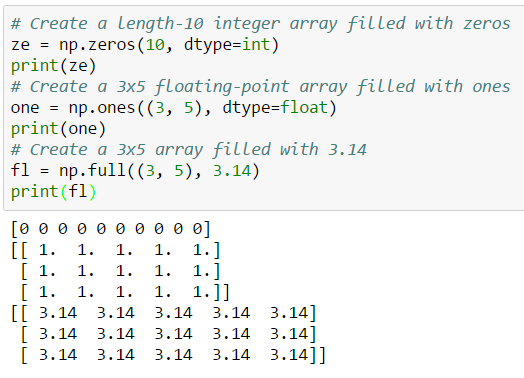 # Create a length-10 integer array filled with zeros
ze = np.zeros(10, dtype=int)
print(ze)
# Create a 3x5 floating-point array filled with ones
one = np.ones((3, 5), dtype=float)
print(one)
# Create a 3x5 array filled with 3.14
fl = np.full((3, 5), 3.14)
print(fl)
[0 0 0 0 0 0 0 0 0 0]
[[ 1.  1.  1.  1.  1.]
 [ 1.  1.  1.  1.  1.]
 [ 1.  1.  1.  1.  1.]]
[[ 3.14  3.14  3.14  3.14  3.14]
 [ 3.14  3.14  3.14  3.14  3.14]
 [ 3.14  3.14  3.14  3.14  3.14]]